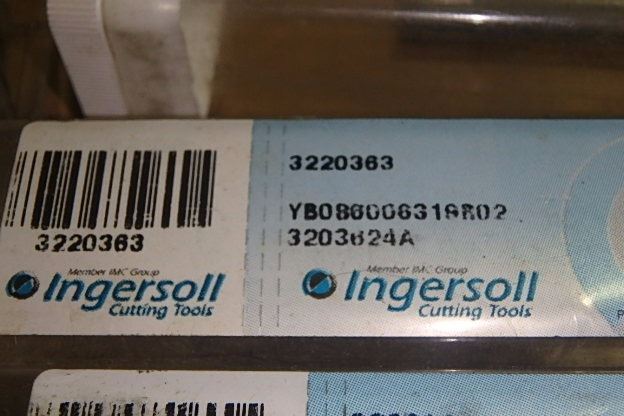 3220363
Member IMC Group
Ingersoll
Cutting Tools
3220363
3203624A
Member IMC Group
Ingersoll
Cutting Tools